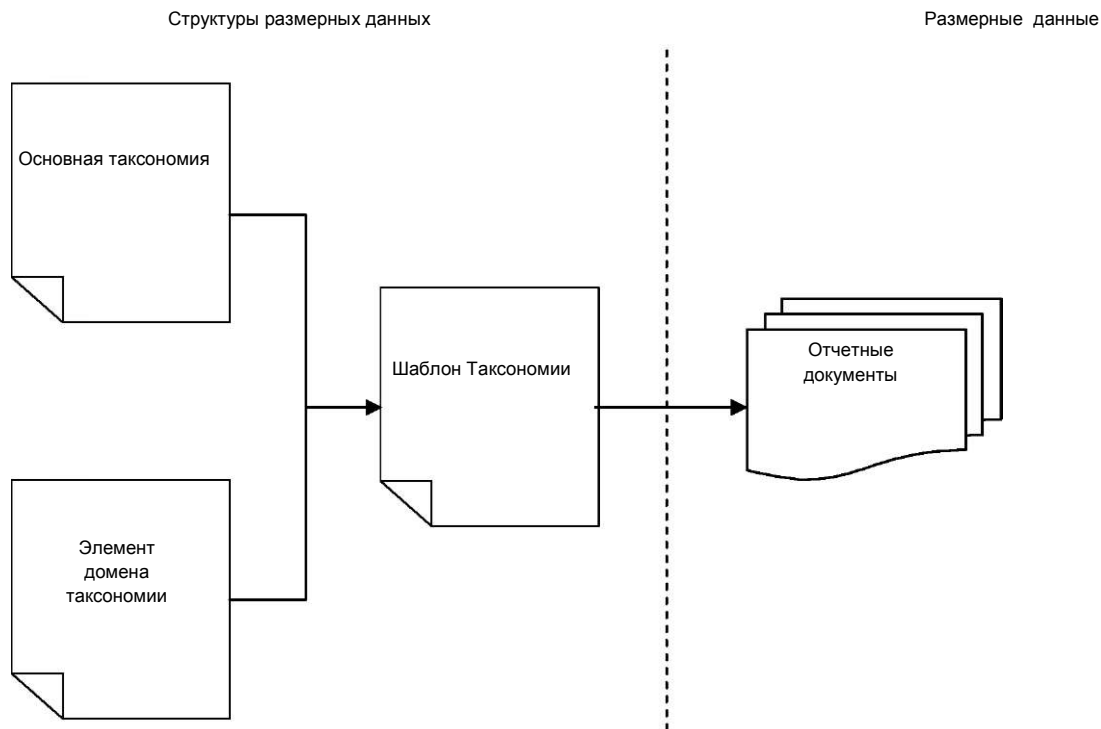 Структуры размерных данных
Размерные данные
Основная таксономия
Шаблон Таксономии
Отчетные
документы
Элемент
домена
таксономии